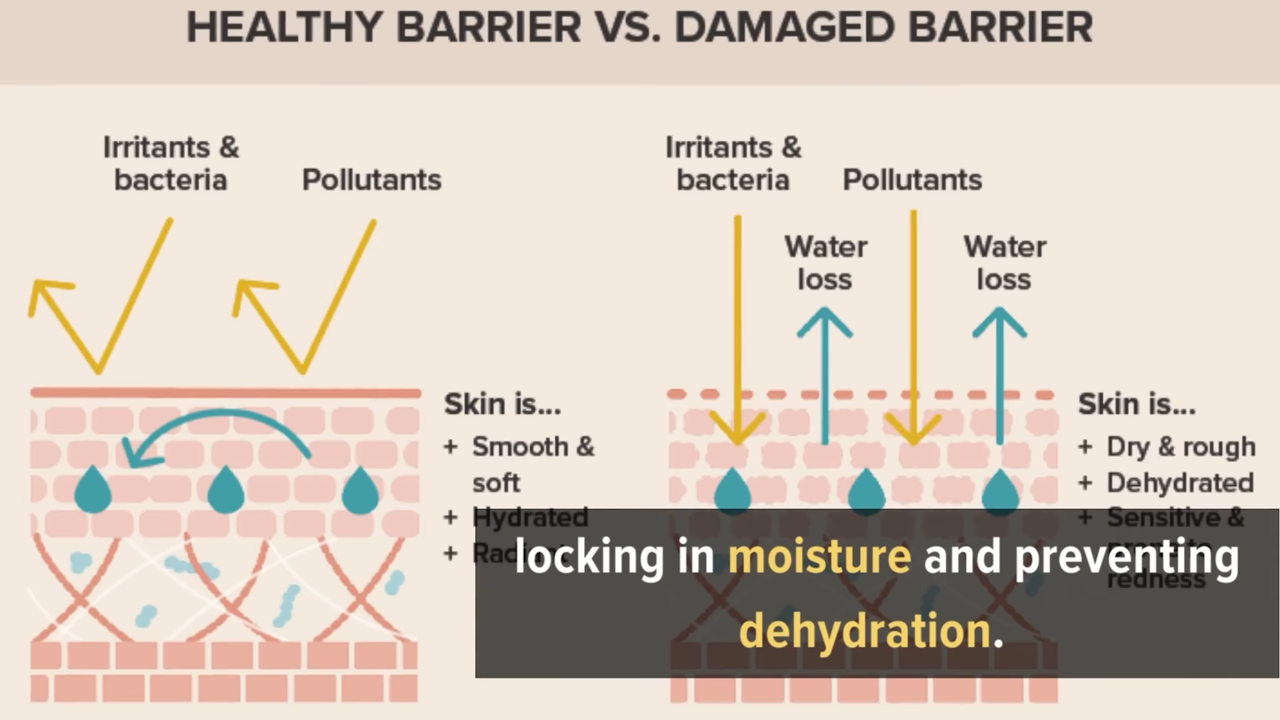 HEALTHY BARRIER VS. DAMAGED BARRIER
Irritants &
bacteria
Pollutants
Skin is...
+ Smooth &
soft
+ Hydrated
+
Irritants &
bacteria
Pollutants
Water
loss
Water
loss
Skin is...
+ Dry & rough
+ Dehydrated
+ Sensitive &
redness
locking in moisture and preventing
dehydration.